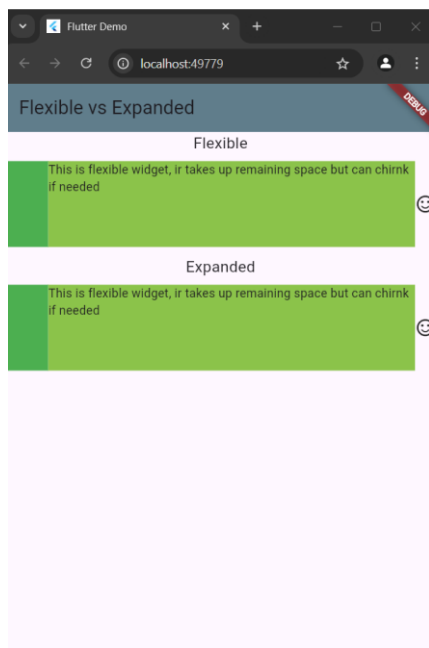 Flutter Demo
localhost:49779
Flexible vs Expanded
DEBUG
Flexible
This is flexible widget, ir takes up remaining space but can chirnk
if needed
Expanded
This is flexible widget, ir takes up remaining space but can chirnk
if needed